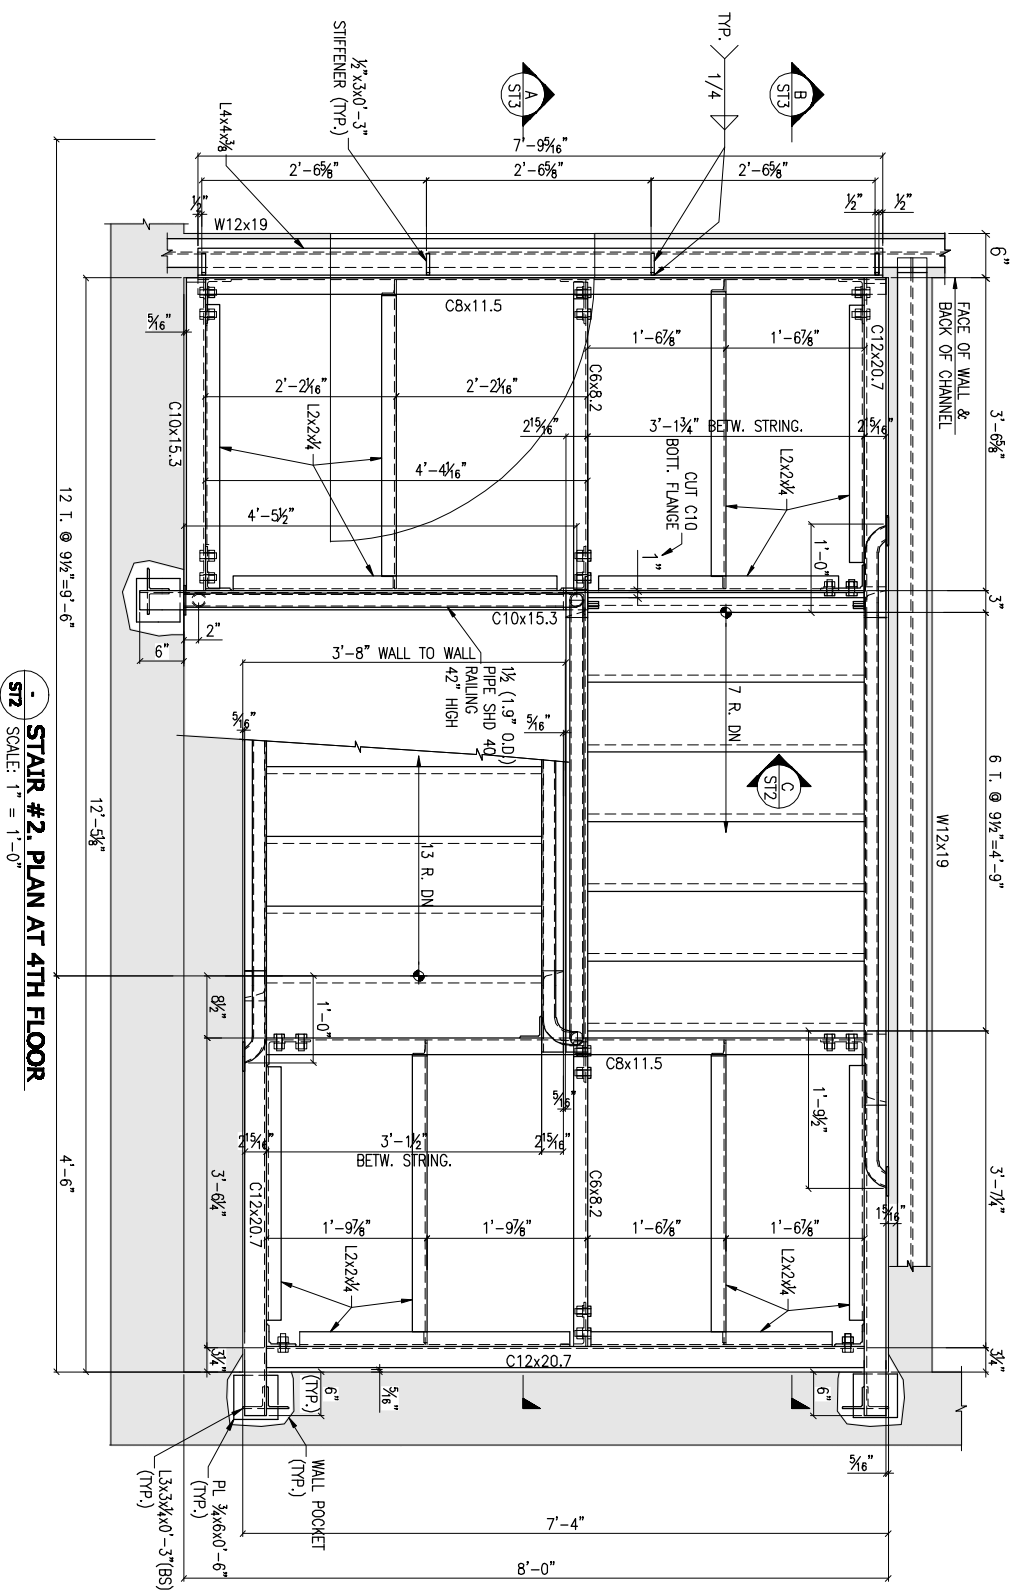 TYP.
1/4
B
ST3
A
ST3
½"x3x0'-3"
STIFFENER (TYP.)
L4x4x⅜
7'-9⁵⁄₁₆"
2'-6⅝"
2'-6⅝"
2'-6⅝"
½"
½"
½"
W12x19
6"
FACE OF WALL &
BACK OF CHANNEL
3'-6⅝"
3"
6 T. @ 9½"=4'-9"
3'-7¼"
3¼"
C8x11.5
C12x20.7
1'-6⅞"
1'-6⅞"
C6x8.2
2'-2¹⁄₁₆"
2'-2¹⁄₁₆"
L2x2x¼
2¹⁵⁄₁₆"
3'-1¾" BETW. STRING.
2¹⁵⁄₁₆"
4'-4¹⁄₁₆"
4'-5½"
CUT C10
BOTT. FLANGE
1"
L2x2x¼
1'-0"
⁵⁄₁₆"
C10x15.3
C10x15.3
2"
6"
3'-8" WALL TO WALL
1½ (1.9" O.D.)
PIPE SHD 40
RAILING
42" HIGH
⁵⁄₁₆"
⁵⁄₁₆"
7 R. DN
C
ST2
W12x19
13 R. DN
12 T. @ 9½"=9'-6"
12'-5⅛"
4'-6"
8½"
1'-0"
3'-6¼"
3¼"
C8x11.5
1'-9½"
1⁵⁄₁₆"
⁵⁄₁₆"
2¹⁵⁄₁₆"
3'-1½"
BETW. STRING.
2¹⁵⁄₁₆"
C12x20.7
C6x8.2
1'-9⅞"
1'-9⅞"
1'-6⅞"
1'-6⅞"
L2x2x¼
L2x2x¼
C12x20.7
6"
(TYP.)
⁵⁄₁₆"
6"
⁵⁄₁₆"
WALL POCKET
(TYP.)
PL ¾x6x0'-6"
(TYP.)
L3x3x¼x0'-3"(BS)
(TYP.)
7'-4"
8'-0"
-
ST2
STAIR #2. PLAN AT 4TH FLOOR
SCALE: 1" = 1'-0"